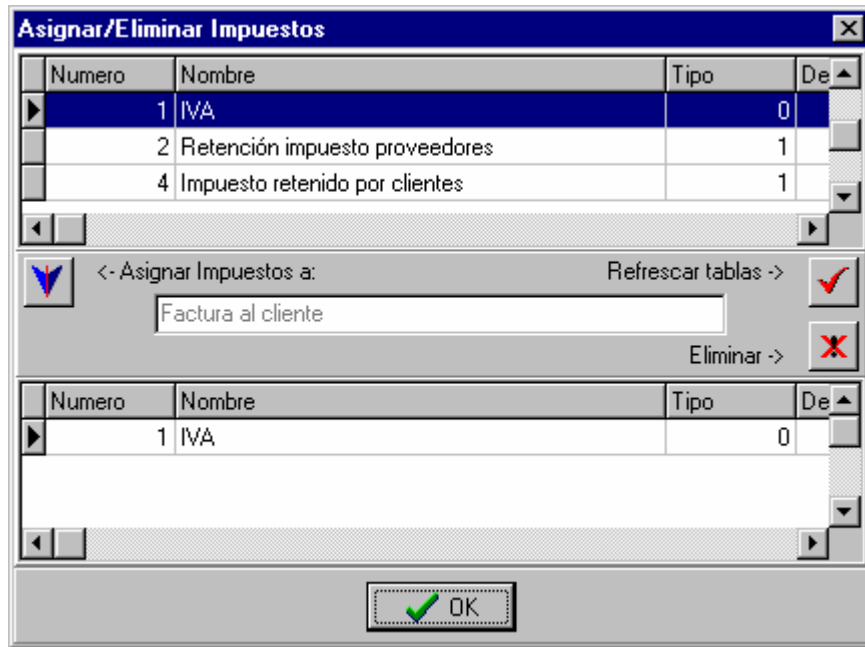 Asignar/Eliminar Impuestos
Numero Nombre Tipo De
1 IVA 0
2 Retención impuesto proveedores 1
4 Impuesto retenido por clientes 1
<- Asignar Impuestos a: Refrescar tablas ->
Factura al cliente
Eliminar ->
Numero Nombre Tipo De
1 IVA 0
OK